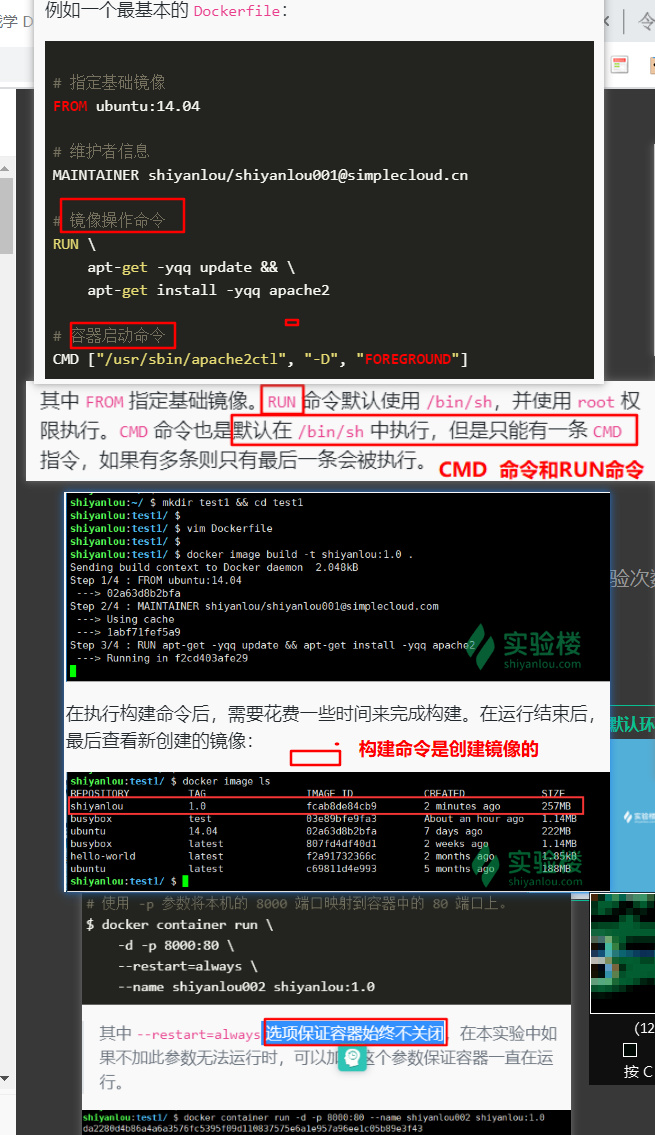 例如一个最基本的 Dockerfile：
# 指定基础镜像
FROM ubuntu:14.04
# 维护者信息
MAINTAINER shiyanlou/shiyanlou001@simplecloud.cn
# 镜像操作命令
RUN \
apt-get -yqq update && \
apt-get install -yqq apache2
# 容器启动命令
CMD ["/usr/sbin/apache2ctl", "-D", "FOREGROUND"]
其中 FROM 指定基础镜像。RUN 命令默认使用 /bin/sh，并使用 root 权
限执行。CMD 命令也是默认在 /bin/sh 中执行，但是只能有一条 CMD
指令，如果有多条则只有最后一条会被执行。
CMD 命令和RUN命令
shiyanlou:~/ $ mkdir test1 && cd test1
shiyanlou:test1/ $
shiyanlou:test1/ $ vim Dockerfile
shiyanlou:test1/ $
shiyanlou:test1/ $ docker image build -t shiyanlou:1.0 .
Sending build context to Docker daemon 2.048kB
Step 1/4 : FROM ubuntu:14.04
---> 02a63d8b2bfa
Step 2/4 : MAINTAINER shiyanlou/shiyanlou001@simplecloud.com
---> Using cache
---> 1abf71fef5a9
Step 3/4 : RUN apt-get -yqq update && apt-get install -yqq apache2
---> Running in f2cd403afe29
实验楼
shiyanlou.com
在执行构建命令后，需要花费一些时间来完成构建。在运行结束后，
最后查看新创建的镜像：
构建命令是创建镜像的
shiyanlou:test1/ $ docker image ls
REPOSITORY TAG IMAGE ID CREATED SIZE
shiyanlou 1.0 fcab8de84cb9 2 minutes ago 257MB
busybox test 03e89bfe9fa3 About an hour ago 1.14MB
ubuntu 14.04 02a63d8b2bfa 7 days ago 222MB
busybox latest 807fd4df40d1 2 weeks ago 1.14MB
hello-world latest f2a91732366c 2 months ago 1.85kB
ubuntu latest c69811d4e993 5 months ago 188MB
shiyanlou:test1/ $
实验楼
shiyanlou.com
# 使用 -p 参数将本机的 8000 端口映射到容器中的 80 端口上。
$ docker container run \
-d -p 8000:80 \
--restart=always \
--name shiyanlou002 shiyanlou:1.0
其中 --restart=always 选项保证容器始终不关闭，在本实验中如
果不加此参数无法运行时，可以加 这个参数保证容器一直在运
行。
shiyanlou:test1/ $ docker container run -d -p 8000:80 --name shiyanlou002 shiyanlou:1.0
da2280d4b86a4a6a3576fc5395f09d110837575e6a1e957a96ee1c05b89e3f43
学 D
令
验次数
默认环
(12
按 C